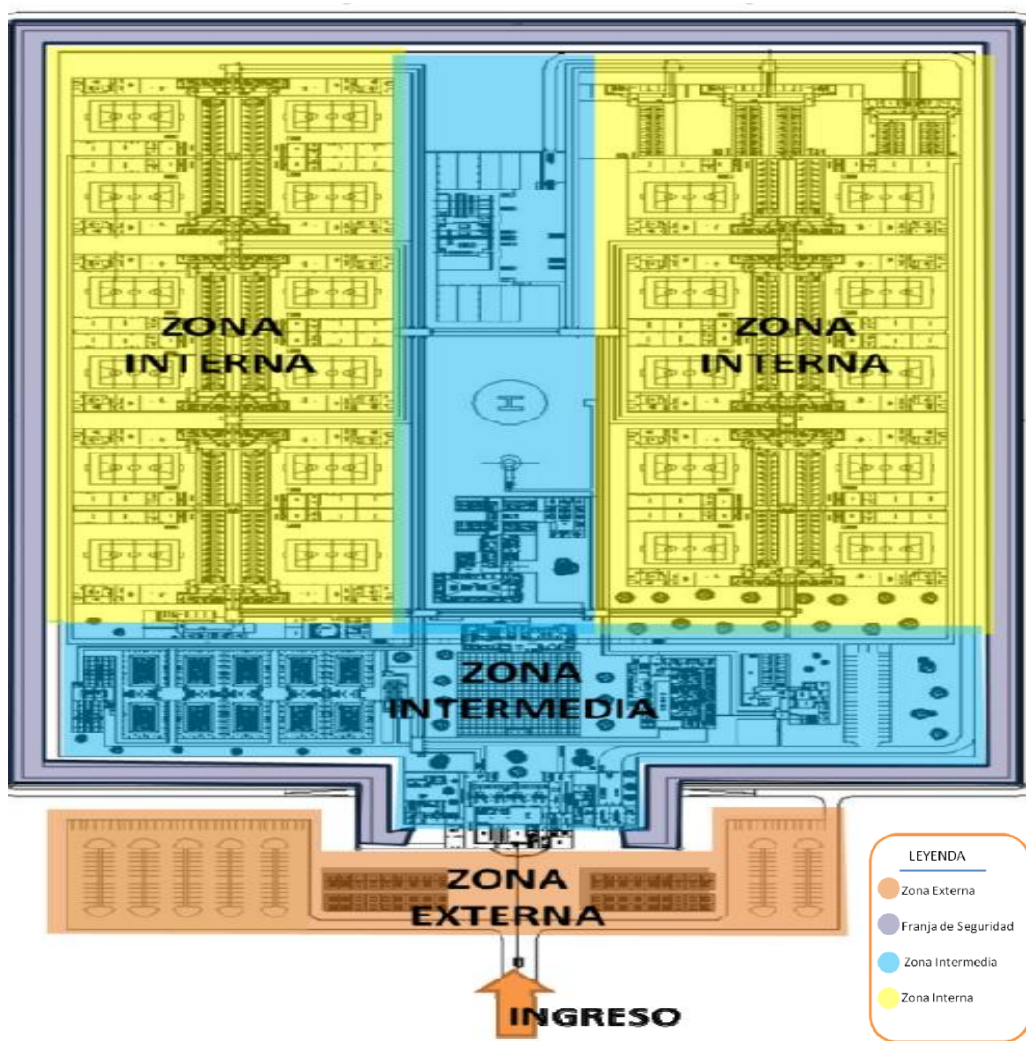 ZONA
INTERNA
ZONA
INTERNA
H
ZONA
INTERMEDIA
ZONA
EXTERNA
INGRESO
LEYENDA
Zona Externa
Franja de Seguridad
Zona Intermedia
Zona Interna